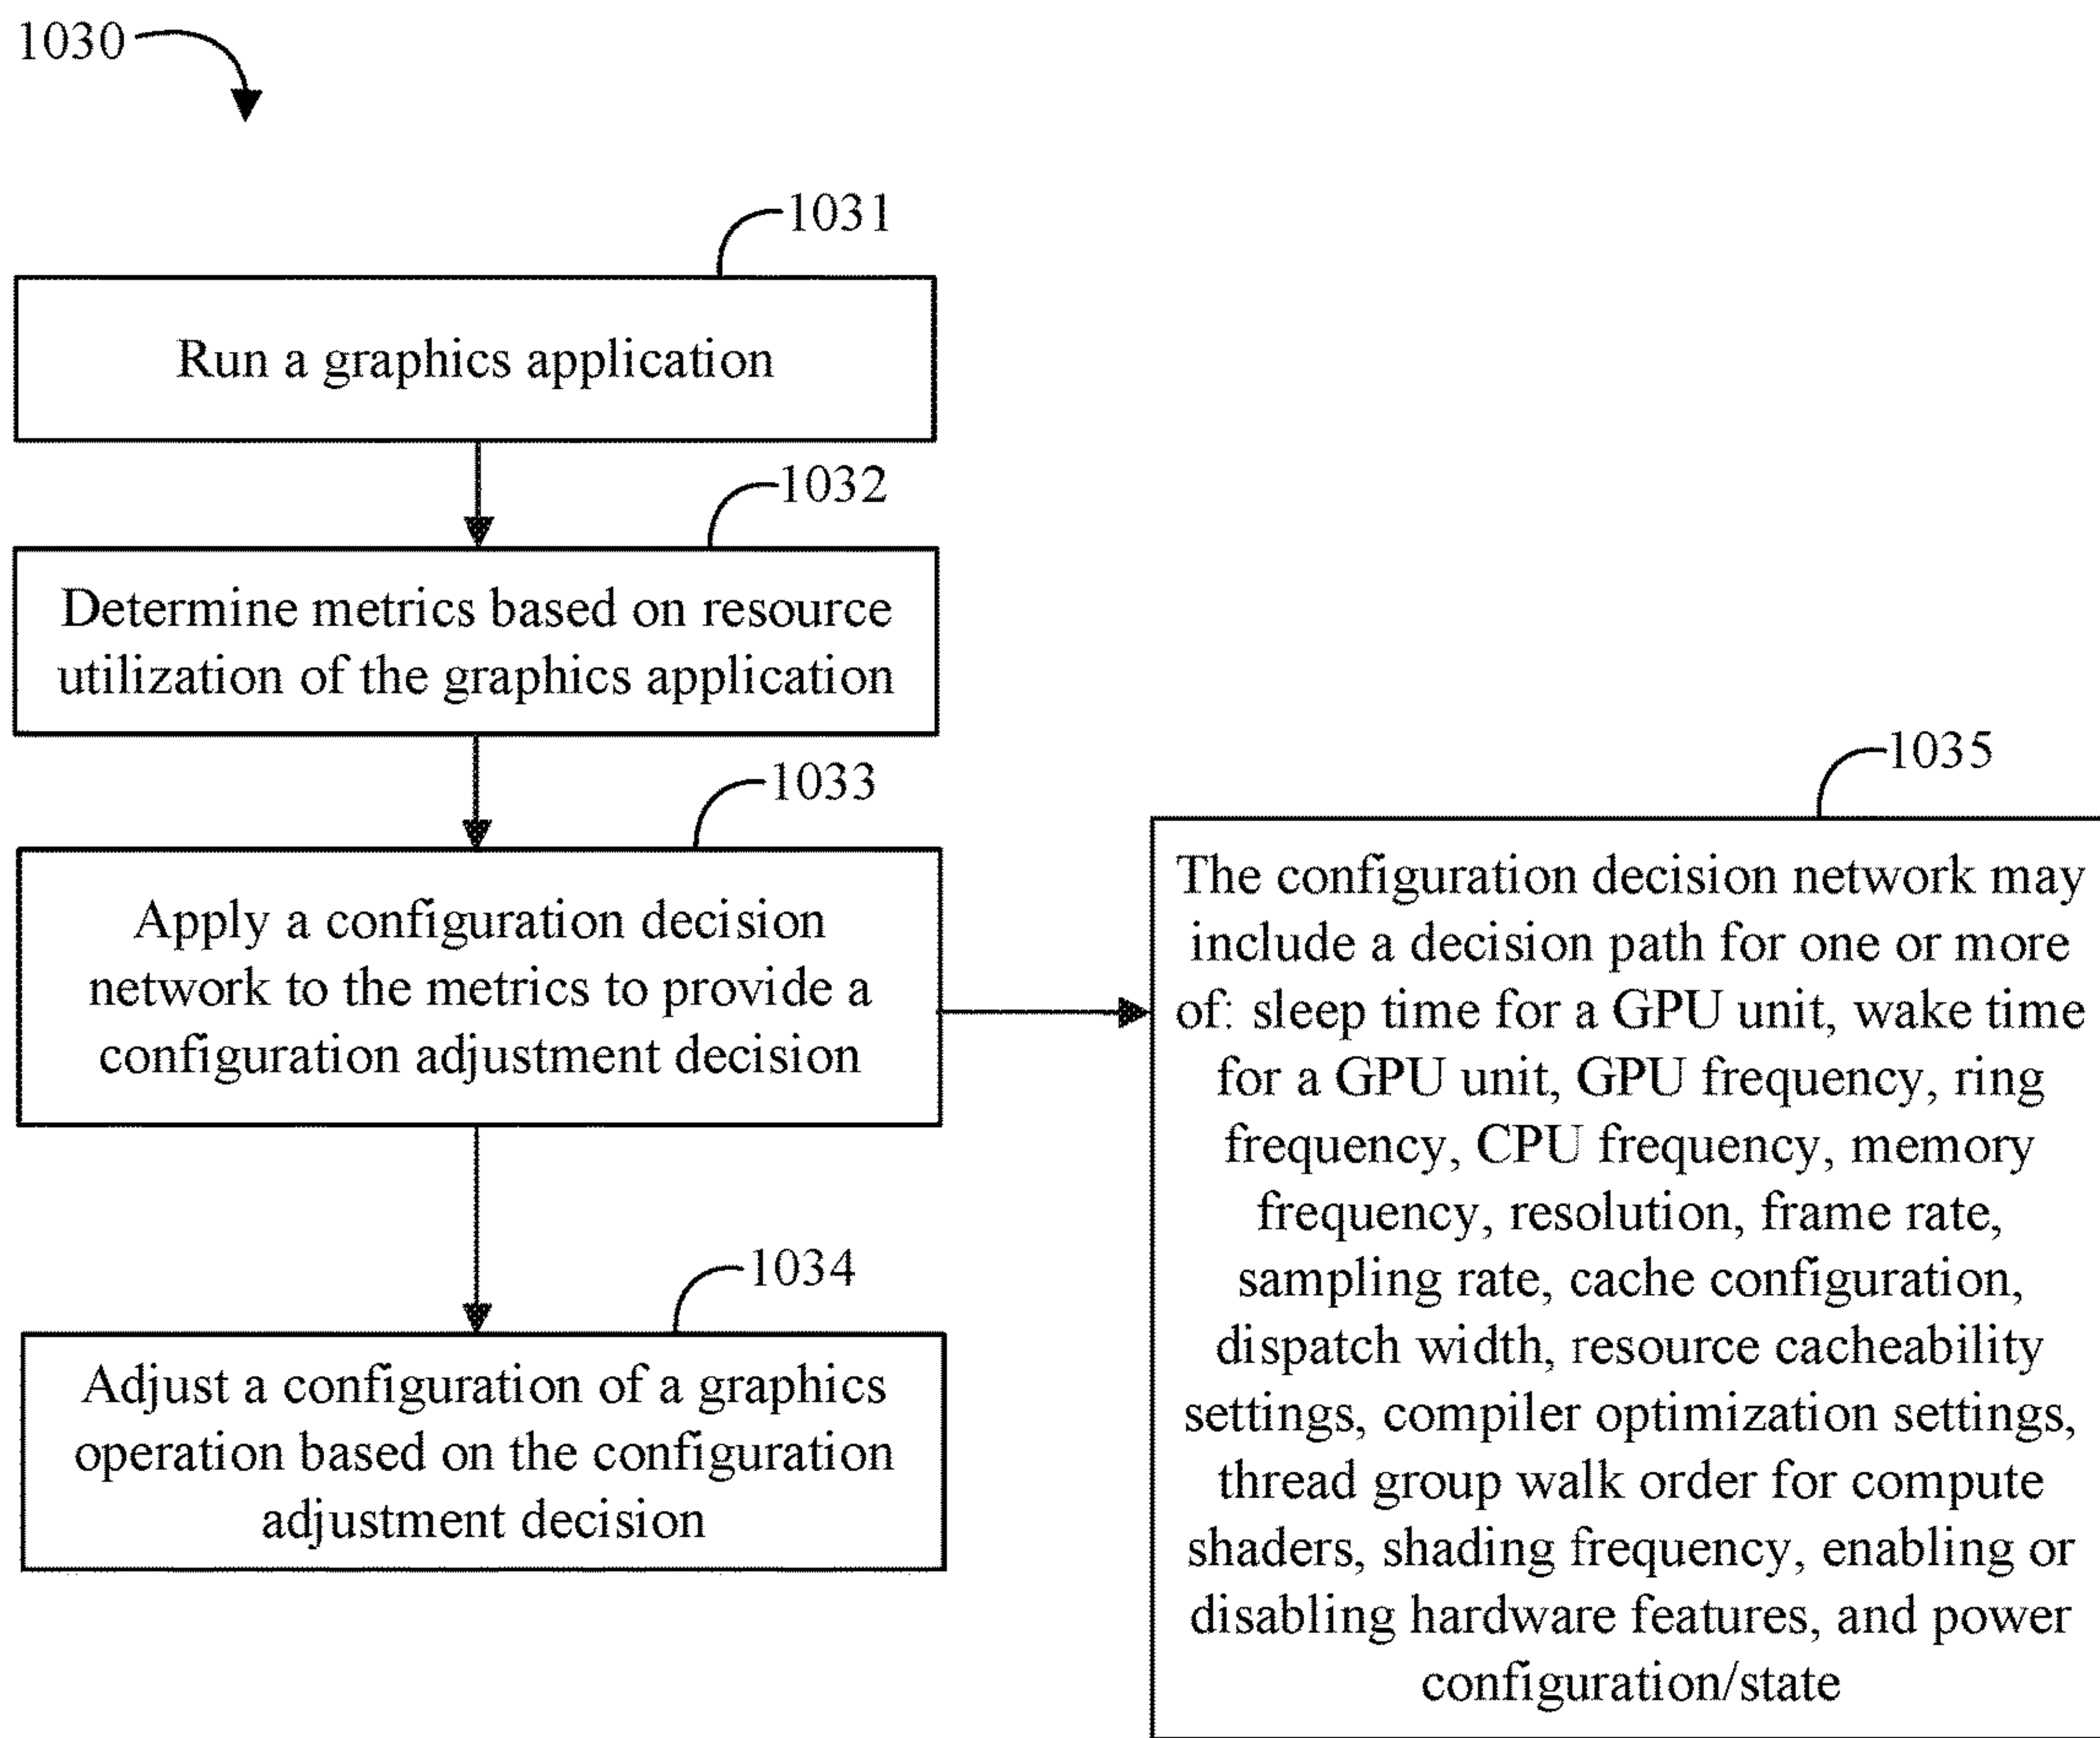 1030
1031
Run a graphics application
1032
Determine metrics based on resource
utilization of the graphics application
1033
Apply a configuration decision
network to the metrics to provide a
configuration adjustment decision
1034
Adjust a configuration of a graphics
operation based on the configuration
adjustment decision
1035
The configuration decision network may
include a decision path for one or more
of: sleep time for a GPU unit, wake time
for a GPU unit, GPU frequency, ring
frequency, CPU frequency, memory
frequency, resolution, frame rate,
sampling rate, cache configuration,
dispatch width, resource cacheability
settings, compiler optimization settings,
thread group walk order for compute
shaders, shading frequency, enabling or
disabling hardware features, and power
configuration/state